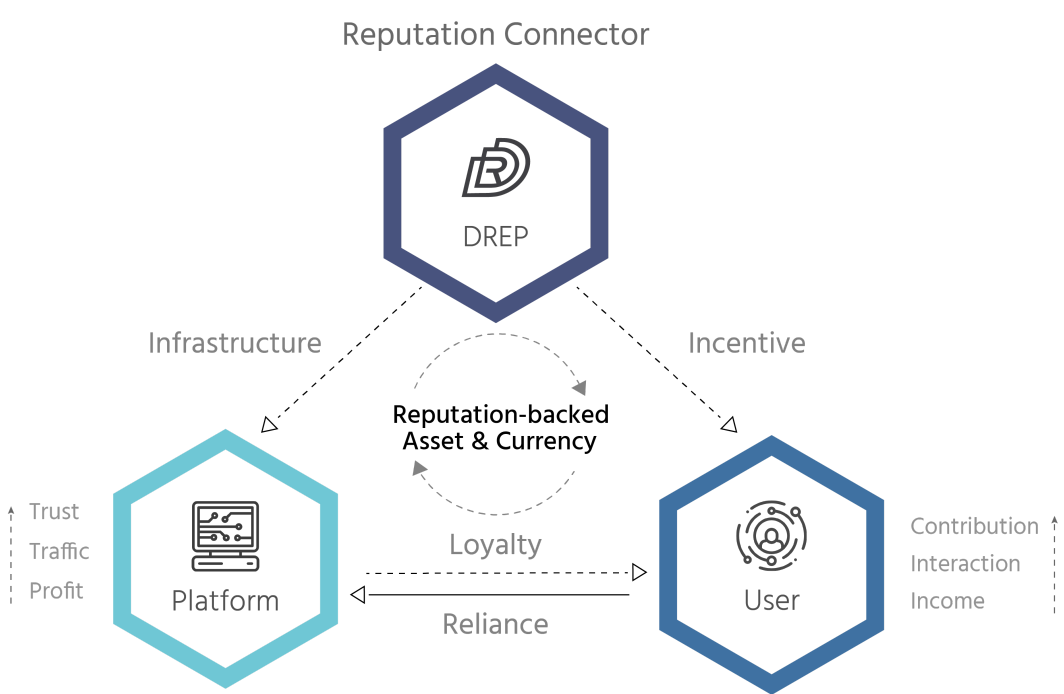 Reputation Connector
DREP
Infrastructure
Incentive
Reputation-backed
Asset & Currency
Trust
Traffic
Profit
Platform
Loyalty
Reliance
User
Contribution
Interaction
Income